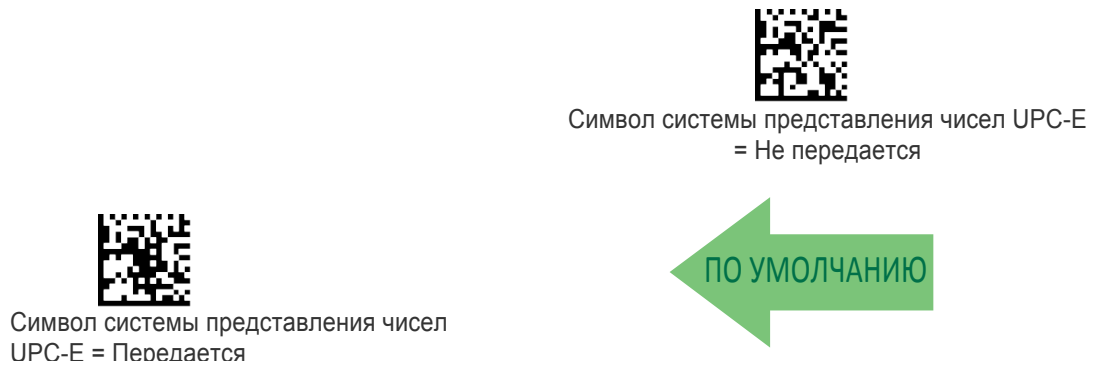 Символ системы представления чисел UPC-E
= Не передается
ПО УМОЛЧАНИЮ
Символ системы представления чисел
UPC-E = Передается